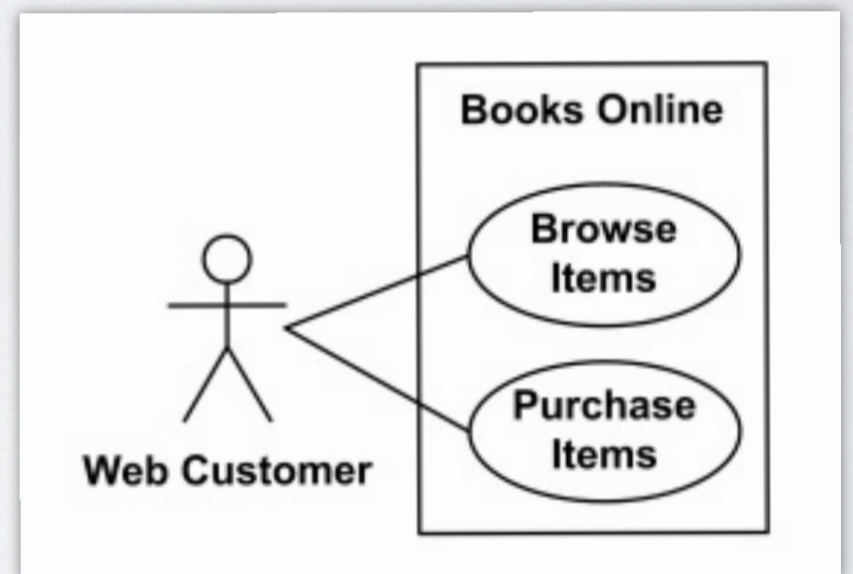 Books Online
Browse
Items
Purchase
Items
Web Customer